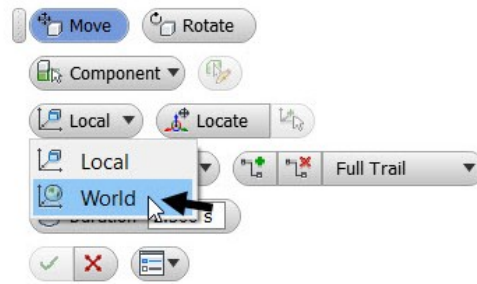 Move Rotate
Component
Local Locate
Local
Full Trail
World
Duration s